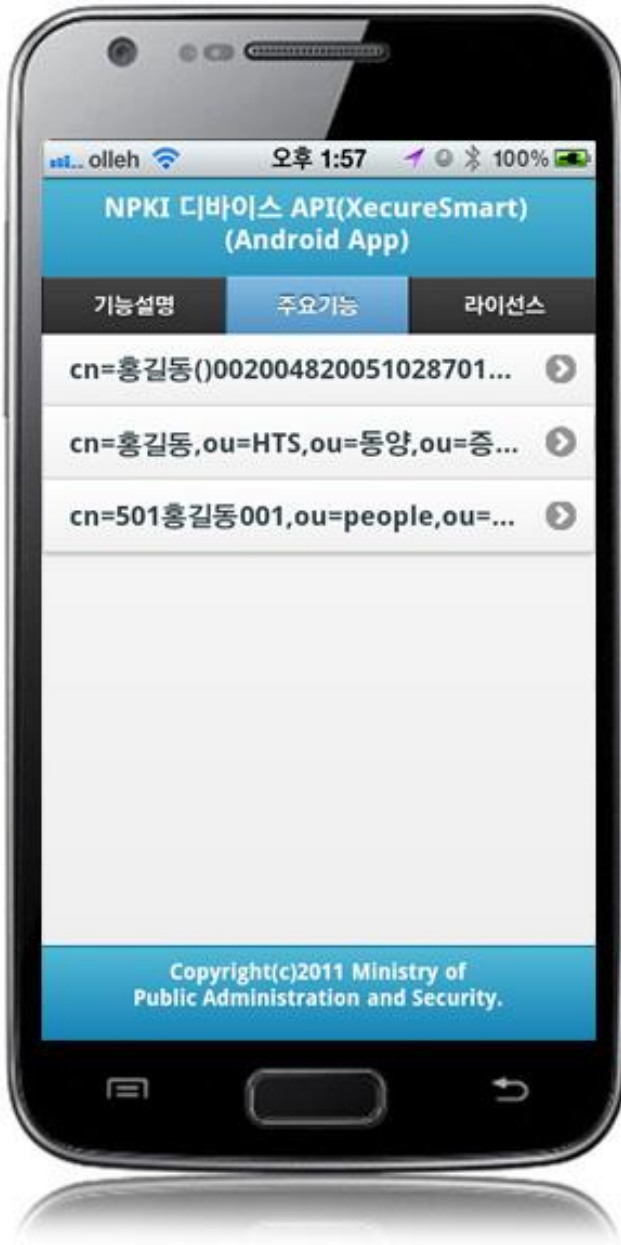 olleh 오후 1:57 100%
NPKI 디바이스 API(XecureSmart)
(Android App)
기능설명 주요기능 라이선스
cn=홍길동()002004820051028701...
cn=홍길동,ou=HTS,ou=동양,ou=증...
cn=501홍길동001,ou=people,ou=...
Copyright(c)2011 Ministry of
Public Administration and Security.